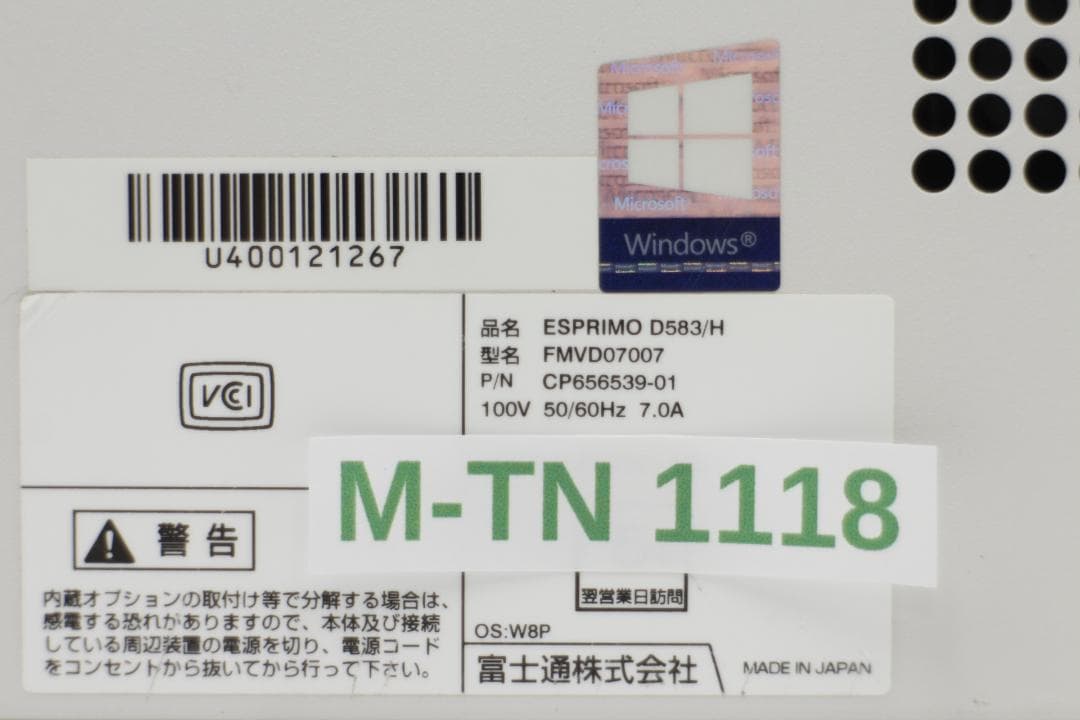 Microsoft
Windows®
U400121267
VCCI
品名 ESPRIMO D583/H
型名 FMVD07007
P/N CP656539-01
100V 50/60Hz 7.0A
M-TN 1118
警告
内蔵オプションの取付け等で分解する場合は、
感電する恐れがありますので、本体及び接続
している周辺装置の電源を切り、電源コード
をコンセントから抜いてから行って下さい。
翌営業日訪問
OS:W8P
富士通株式会社
MADE IN JAPAN